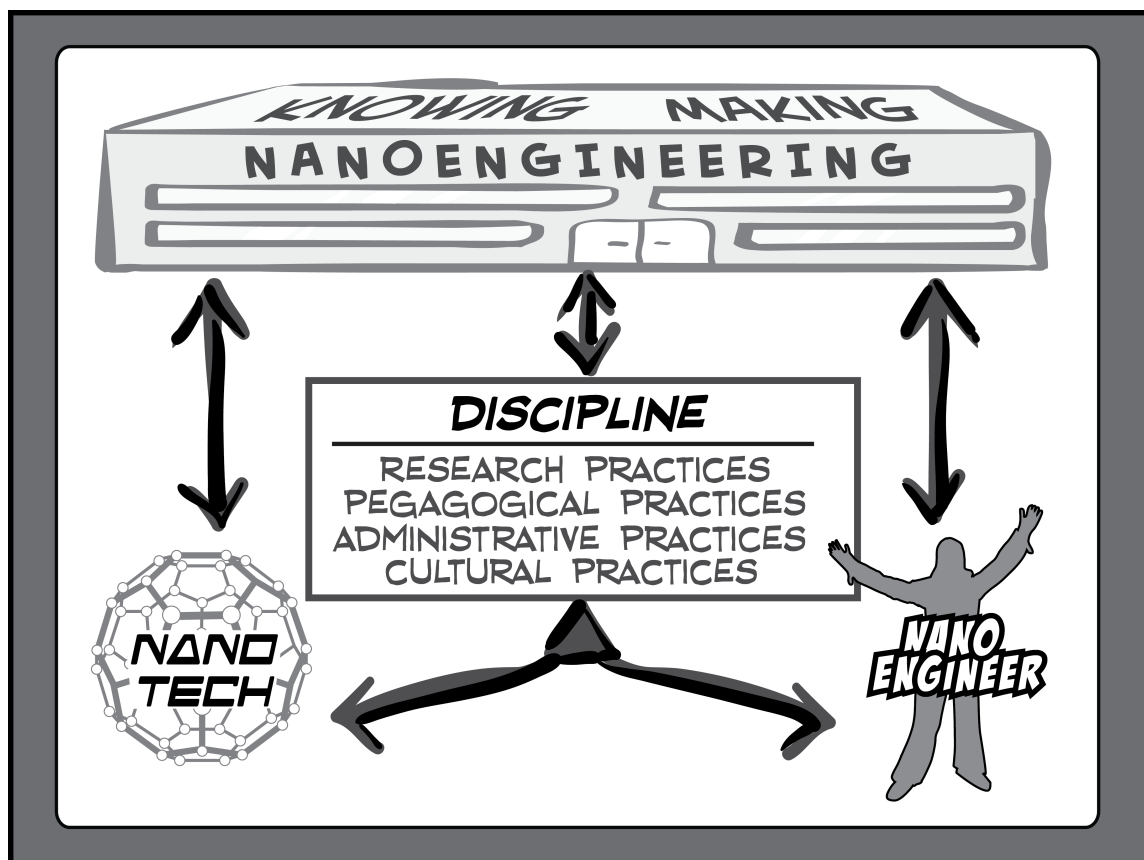 KNOWING MAKING
NANOENGINEERING
DISCIPLINE
RESEARCH PRACTICES
PEGAGOGICAL PRACTICES
ADMINISTRATIVE PRACTICES
CULTURAL PRACTICES
NANO
TECH
NANO
ENGINEER